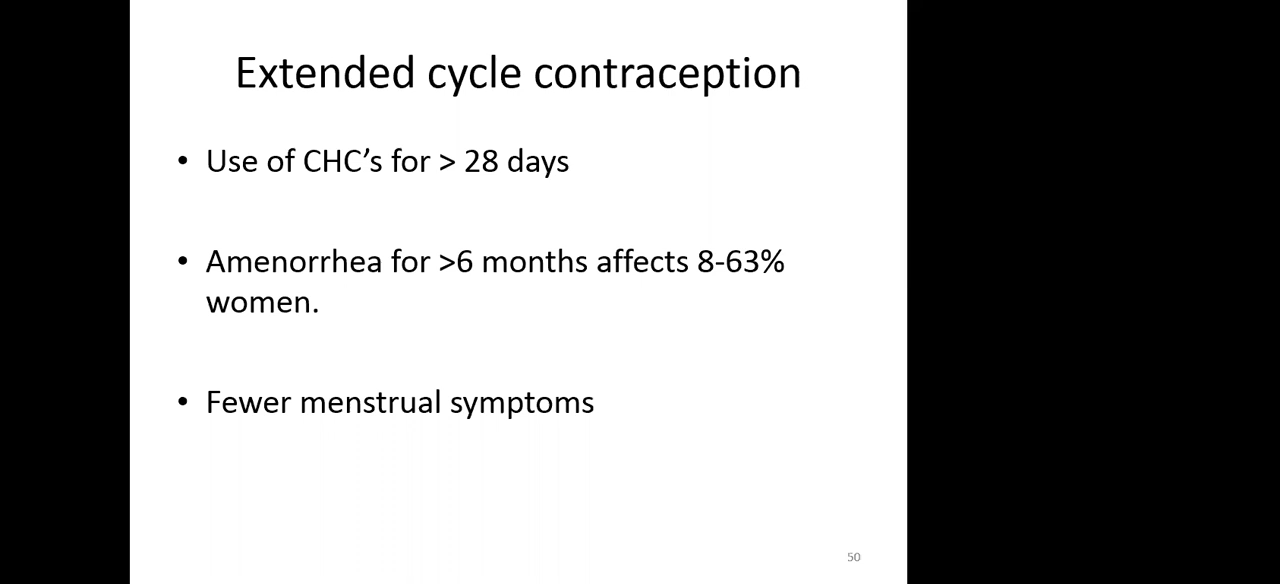 Extended cycle contraception
• Use of CHC's for > 28 days
• Amenorrhea for >6 months affects 8-63%
women.
• Fewer menstrual symptoms
50